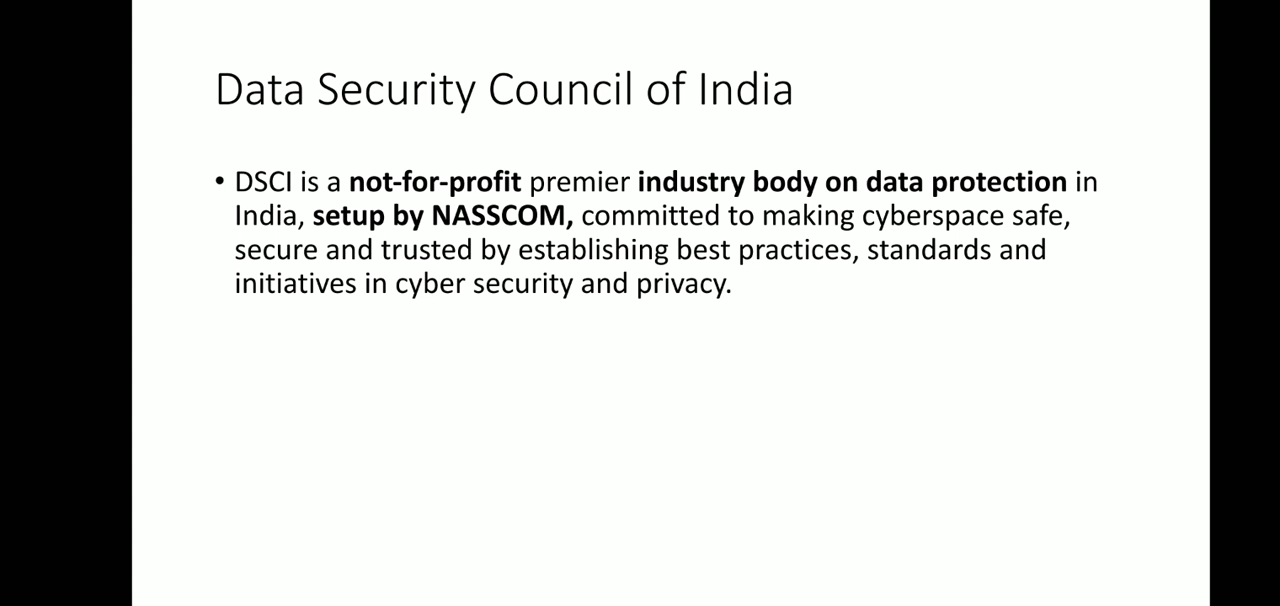 Data Security Council of India
• DSCI is a not-for-profit premier industry body on data protection in
India, setup by NASSCOM, committed to making cyberspace safe,
secure and trusted by establishing best practices, standards and
initiatives in cyber security and privacy.